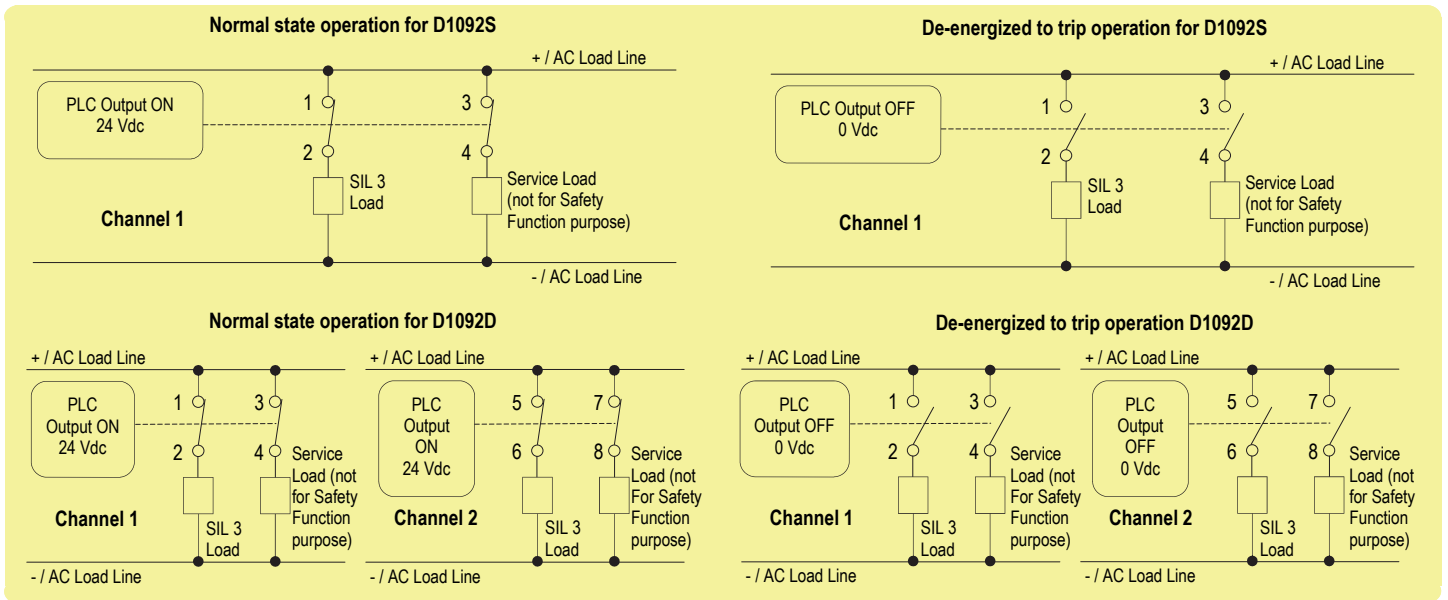 Normal state operation for D1092S
+ / AC Load Line
PLC Output ON
24 Vdc
1
3
2
4
SIL 3
Load
Service Load
(not for Safety
Function purpose)
Channel 1
- / AC Load Line
De-energized to trip operation for D1092S
+ / AC Load Line
PLC Output OFF
0 Vdc
1
3
2
4
SIL 3
Load
Service Load
(not for Safety
Function purpose)
Channel 1
- / AC Load Line
Normal state operation for D1092D
+ / AC Load Line
PLC
Output ON
24 Vdc
1
3
2
4
Service
Load (not
for Safety
Function
purpose)
Channel 1
SIL 3
Load
- / AC Load Line
+ / AC Load Line
PLC
Output
ON
24 Vdc
5
7
6
8
Service
Load (not
For Safety
Function
purpose)
Channel 2
SIL 3
Load
- / AC Load Line
De-energized to trip operation D1092D
+ / AC Load Line
PLC
Output OFF
0 Vdc
1
3
2
4
Service
Load (not
For Safety
Function
purpose)
Channel 1
SIL 3
Load
- / AC Load Line
+ / AC Load Line
PLC
Output
OFF
0 Vdc
5
7
6
8
Service
Load (not
for Safety
Function
purpose)
Channel 2
SIL 3
Load
- / AC Load Line